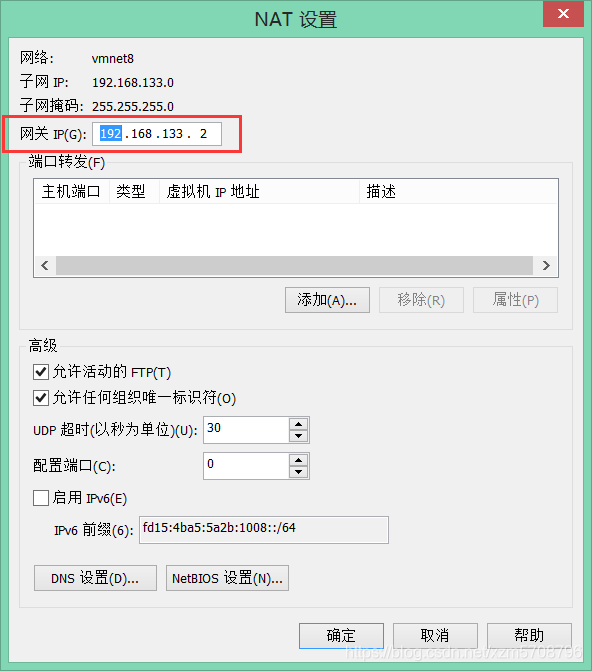 NAT 设置
网络: vmnet8
子网 IP: 192.168.133.0
子网掩码: 255.255.255.0
网关 IP(G): 192 . 168 . 133 . 2
端口转发(F)
主机端口 类型 虚拟机 IP 地址 描述
添加(A)... 移除(R) 属性(P)
高级
允许活动的 FTP(T)
允许任何组织唯一标识符(O)
UDP 超时(以秒为单位)(U): 30
配置端口(C): 0
启用 IPv6(E)
IPv6 前缀(6): fd15:4ba5:5a2b:1008::/64
DNS 设置(D)... NetBIOS 设置(N)...
确定 取消 帮助
https://blog.csdn.net/xzm5708796